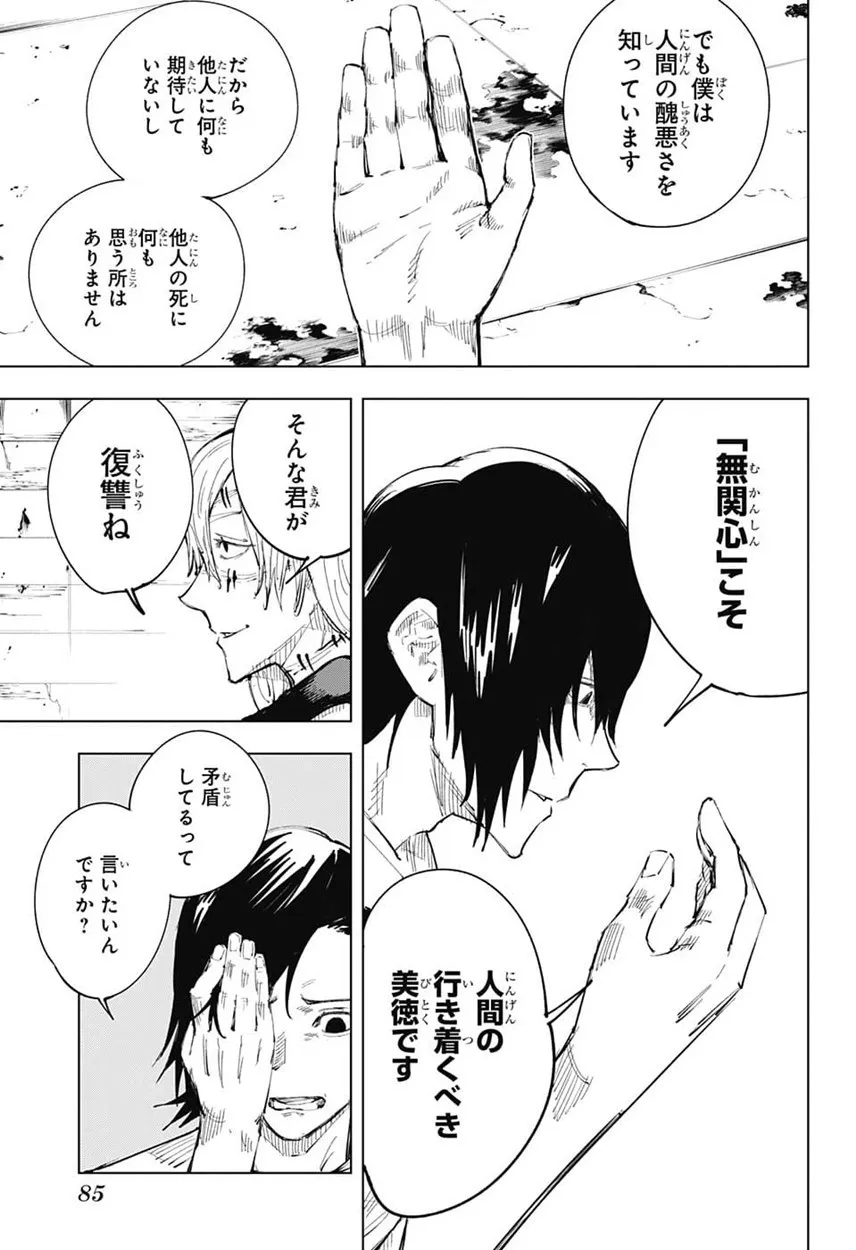 でも僕は
人間の醜悪さを
知っています
だから
他人に何も
期待して
いないし
他人の死に
何も
思う所は
ありません
「無関心」こそ
人間の
行き着くべき
美徳です
そんな君が
復讐ね
矛盾
してるって
言いたいん
ですか?
85